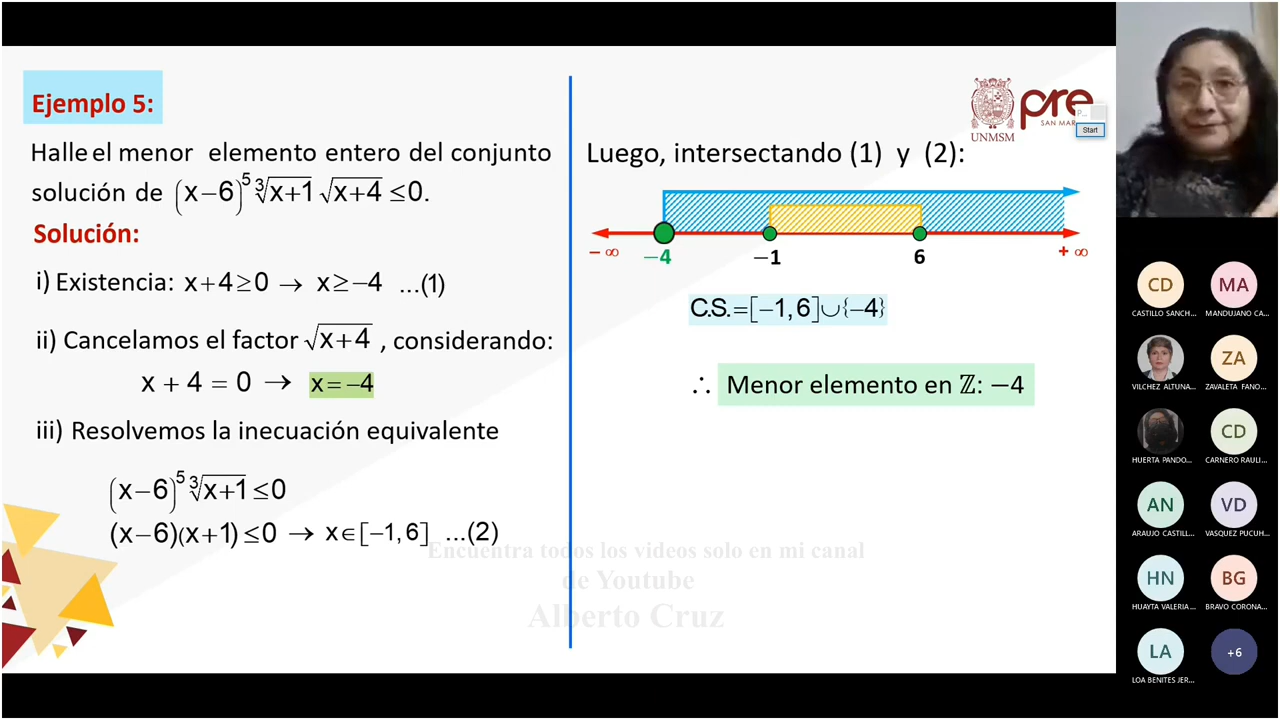 Ejemplo 5:
Halle el menor elemento entero del conjunto
solución de (x−6)⁵ ∛x+1 √x+4 ≤0.
Solución:
i) Existencia: x+4≥0 → x≥−4 ...(1)
ii) Cancelamos el factor √x+4 , considerando:
x + 4 = 0 → x=−4
iii) Resolvemos la inecuación equivalente
(x−6)⁵ ∛x+1 ≤0
(x−6)(x+1)≤0 → x∈[−1,6] ...(2)
UNMSM
pre
SAN MAR
P...
Start
Luego, intersectando (1) y (2):
−∞ −4 −1 6 +∞
C.S.=[−1,6]∪{−4}
∴ Menor elemento en ℤ: −4
Encuentra todos los videos solo en mi canal
de Youtube
Alberto Cruz
CD MA
CASTILLO SANCH... MANDUJANO CA...
ZA
VILCHEZ ALTUNA... ZAVALETA FANO...
CD
HUERTA PANDO... CARNERO RAULI...
AN VD
ARAUJO CASTILL... VASQUEZ PUCUH...
HN BG
HUAYTA VALERIA... BRAVO CORONA...
LA +6
LOA BENITES JER...